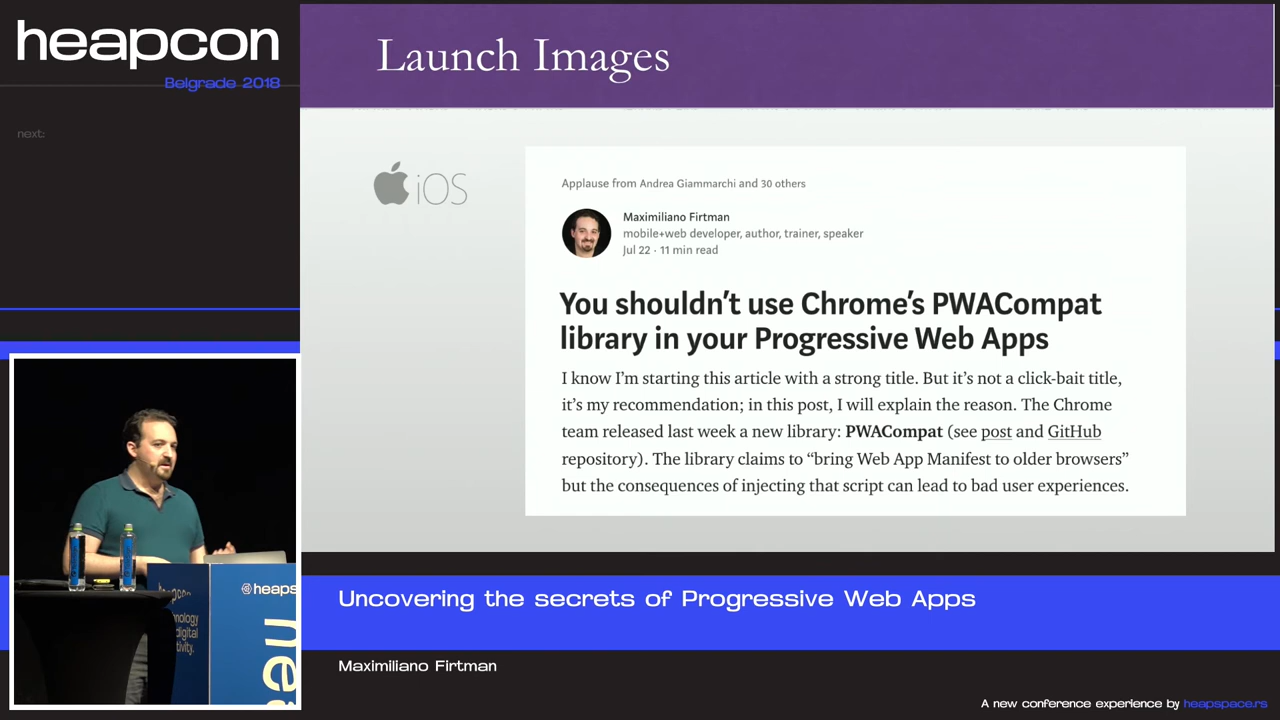 heapcon
Belgrade 2018
next:
Launch Images
iOS
Applause from Andrea Giammarchi and 30 others
Maximiliano Firtman
mobile+web developer, author, trainer, speaker
Jul 22 · 11 min read
You shouldn’t use Chrome’s PWACompat
library in your Progressive Web Apps
I know I’m starting this article with a strong title. But it’s not a click-bait title,
it’s my recommendation; in this post, I will explain the reason. The Chrome
team released last week a new library: PWACompat (see post and GitHub
repository). The library claims to “bring Web App Manifest to older browsers”
but the consequences of injecting that script can lead to bad user experiences.
heaps
Uncovering the secrets of Progressive Web Apps
Maximiliano Firtman
A new conference experience by heapspace.rs